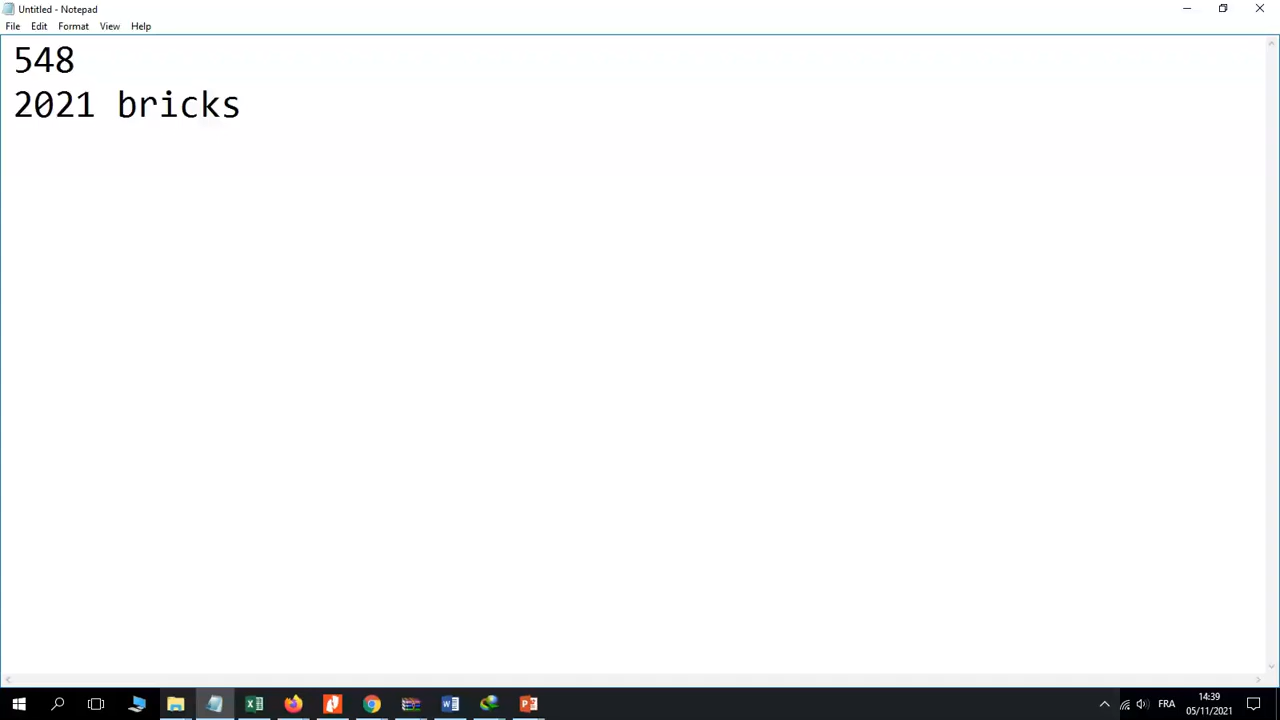 Untitled - Notepad
File Edit Format View Help
548
2021 bricks
FRA
14:39
05/11/2021